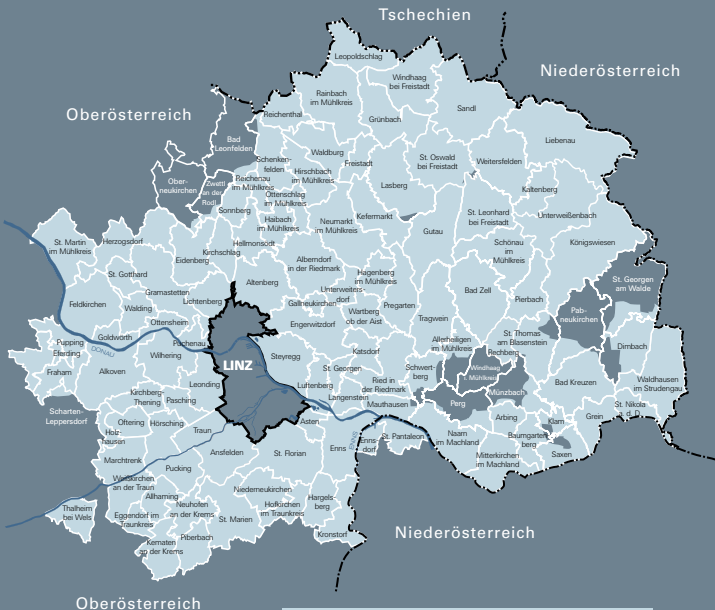 Tschechien
Niederösterreich
Oberösterreich
Leopoldschlag
Windhaag
bei Freistadt
Rainbach
im Mühlkreis
Sandl
Grünbach
Reichenthal
Bad
Leonfelden
Liebenau
Schenken-
felden
Waldburg
Freistadt
St. Oswald
bei Freistadt
Weitersfelden
Hirschbach
im Mühlkreis
Reichenau
im Mühlkreis
Ober-
neukirchen
Zwettl
an der
Rodl
Lasberg
Kaltenberg
Ottenschlag
im Mühlkreis
Sonnberg
Haibach
im Mühlkreis
Neumarkt
im Mühlkreis
Kefermarkt
Gutau
St. Leonhard
bei Freistadt
Unterweißenbach
Königswiesen
Schönau
im
Mühlkreis
St. Martin
im Mühlkreis
Herzogsdorf
Hellmonsödt
Kirchschlag
Eidenberg
Alberndorf
in der Riedmark
Hagenberg
im Mühlkreis
St. Gotthard
St. Georgen
am Walde
Altenberg
Unterweiters-
dorf
Bad Zell
Pierbach
Gramastetten
Lichtenberg
Gallneukirchen
Feldkirchen
Walding
Pregarten
Wartberg
ob der Aist
Tragwein
Pab-
neukirchen
Ottensheim
Engerwitzdorf
Goldwörth
Pupping
Puchenau
Allerheiligen
im Mühlkreis
St. Thomas
am Blasenstein
Dimbach
Eferding
DONAU
Wilhering
Steyregg
Katsdorf
Rechberg
LINZ
Fraham
Alkoven
St. Georgen
Schwert-
berg
Windhaag
i. Mühlkreis
Bad Kreuzen
Waldhausen
im Strudengau
Leonding
Luftenberg
Ried in
der Riedmark
Kirchberg-
Thening
Pasching
Langenstein
Mauthausen
Perg
Münzbach
St. Nikola
a. d. D.
Scharten-
Leppersdorf
Arbing
Grein
Oftering
Hörsching
Traun
Asten
Klam
Holz-
hausen
Enns
Enns-
dorf
St. Pantaleon
Naarn
im Machland
Baumgarten-
berg
Saxen
Marchtrenk
Ansfelden
St. Florian
Mitterkirchen
im Machland
Pucking
Weißkirchen
an der Traun
Allhaming
Niederneukirchen
Hargels-
berg
Thalheim
bei Wels
Eggendorf im
Traunkreis
Neuhofen
an der Krems
Hofkirchen
im Traunkreis
St. Marien
Piberbach
Kronstorf
Kematen
an der Krems
Niederösterreich
Oberösterreich